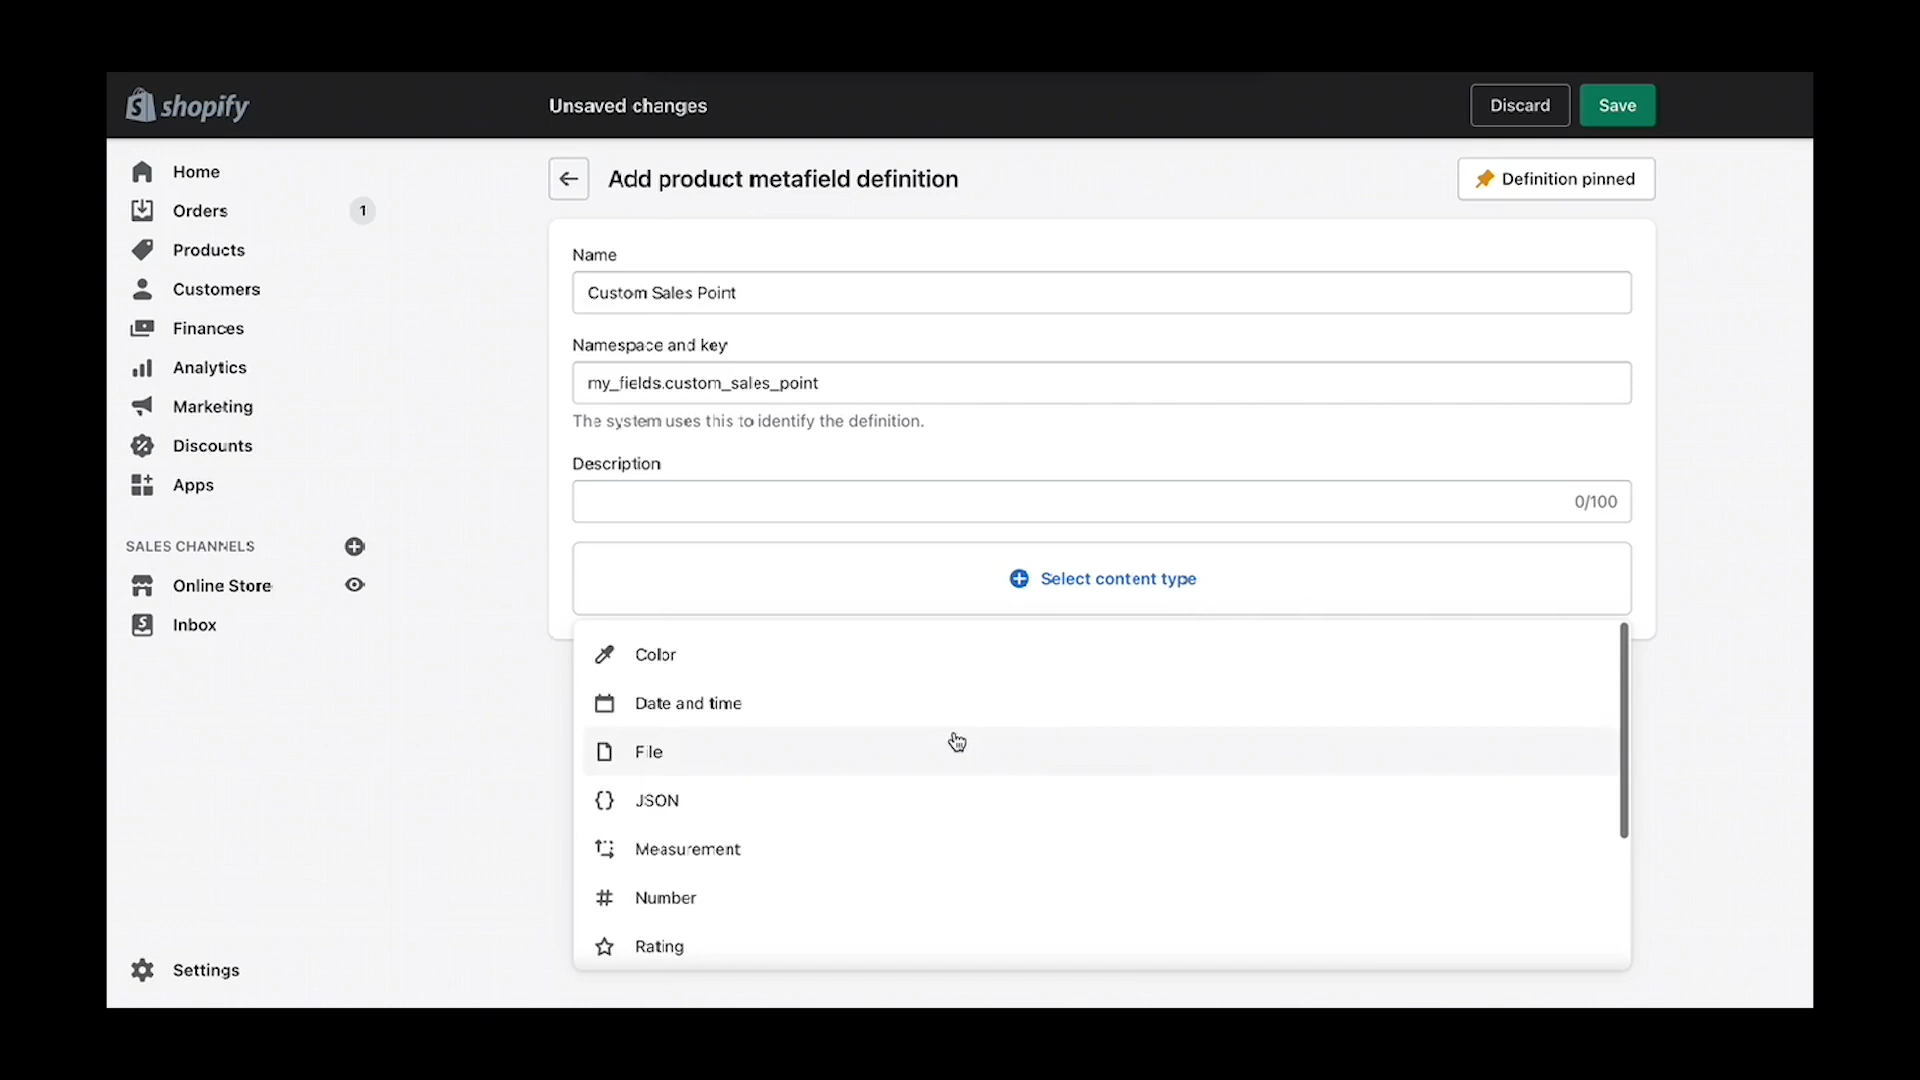 shopify
Unsaved changes
Discard
Save
Home
Orders
1
Products
Customers
Finances
Analytics
Marketing
Discounts
Apps
SALES CHANNELS
Online Store
Inbox
Settings
Add product metafield definition
Definition pinned
Name
Custom Sales Point
Namespace and key
my_fields.custom_sales_point
The system uses this to identify the definition.
Description
0/100
Select content type
Color
Date and time
File
JSON
Measurement
Number
Rating